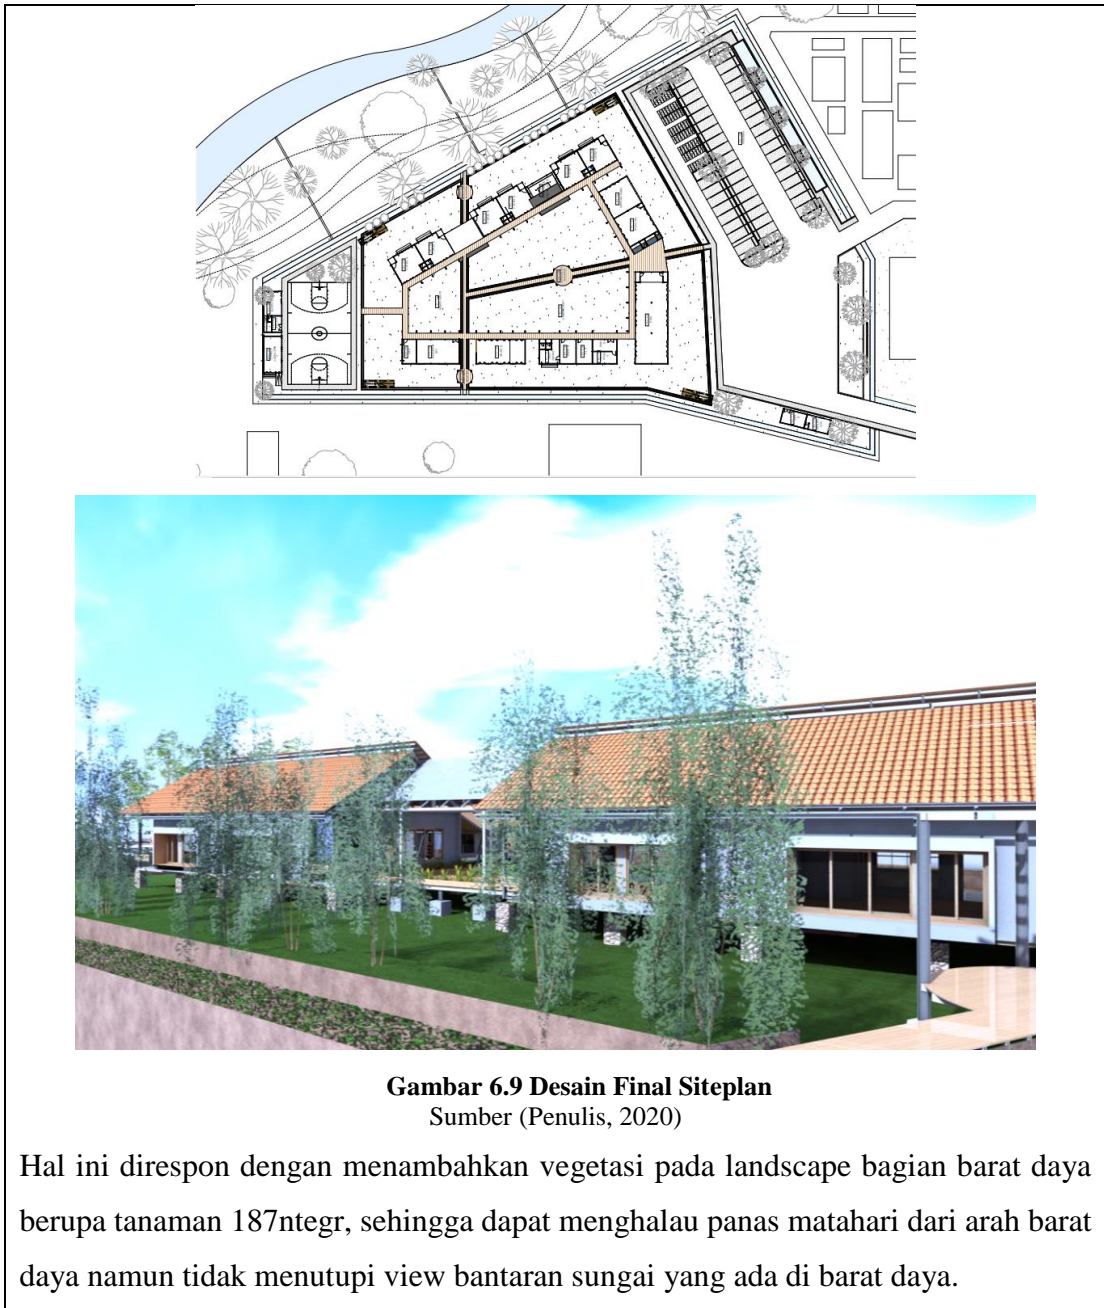 Gambar 6.9 Desain Final Siteplan
Sumber (Penulis, 2020)
Hal ini direspon dengan menambahkan vegetasi pada landscape bagian barat daya
berupa tanaman 187ntegr, sehingga dapat menghalau panas matahari dari arah barat
daya namun tidak menutupi view bantaran sungai yang ada di barat daya.